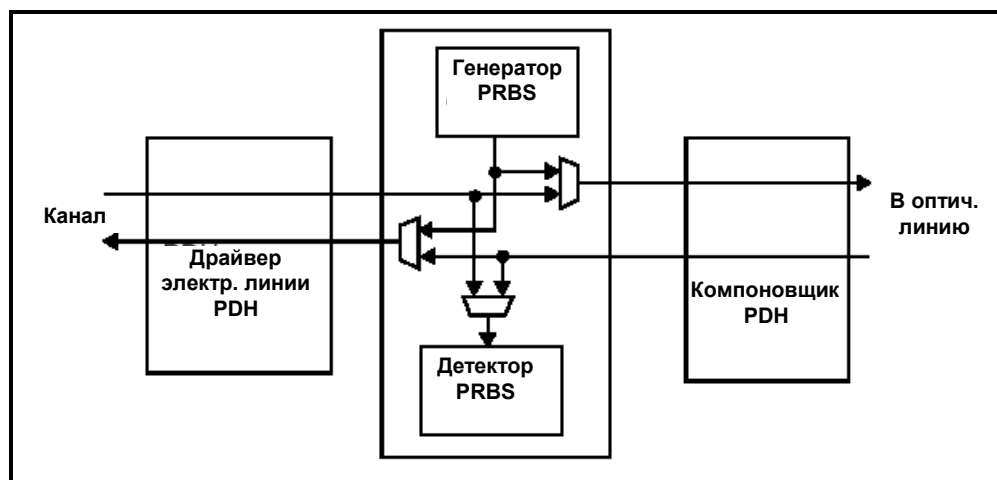 Генератор
PRBS
Канал
В оптич.
линию
Драйвер
электр. линии
PDH
Компоновщик
PDH
Детектор
PRBS